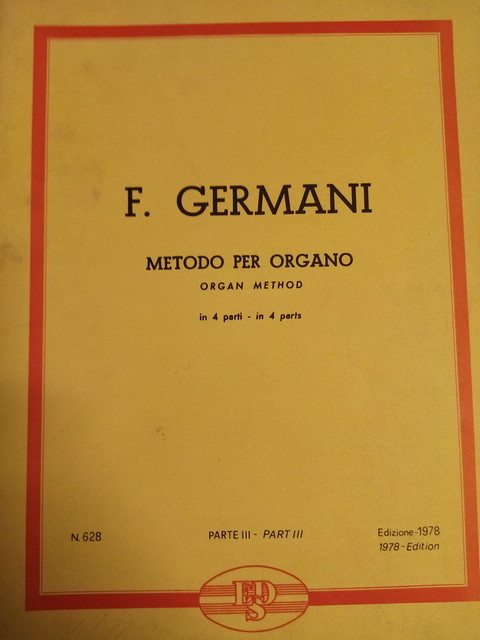 F. GERMANI
METODO PER ORGANO
ORGAN METHOD
in 4 parti - in 4 parts
N. 628
PARTE III - PART III
Edizione-1978
1978-Edition
EDS